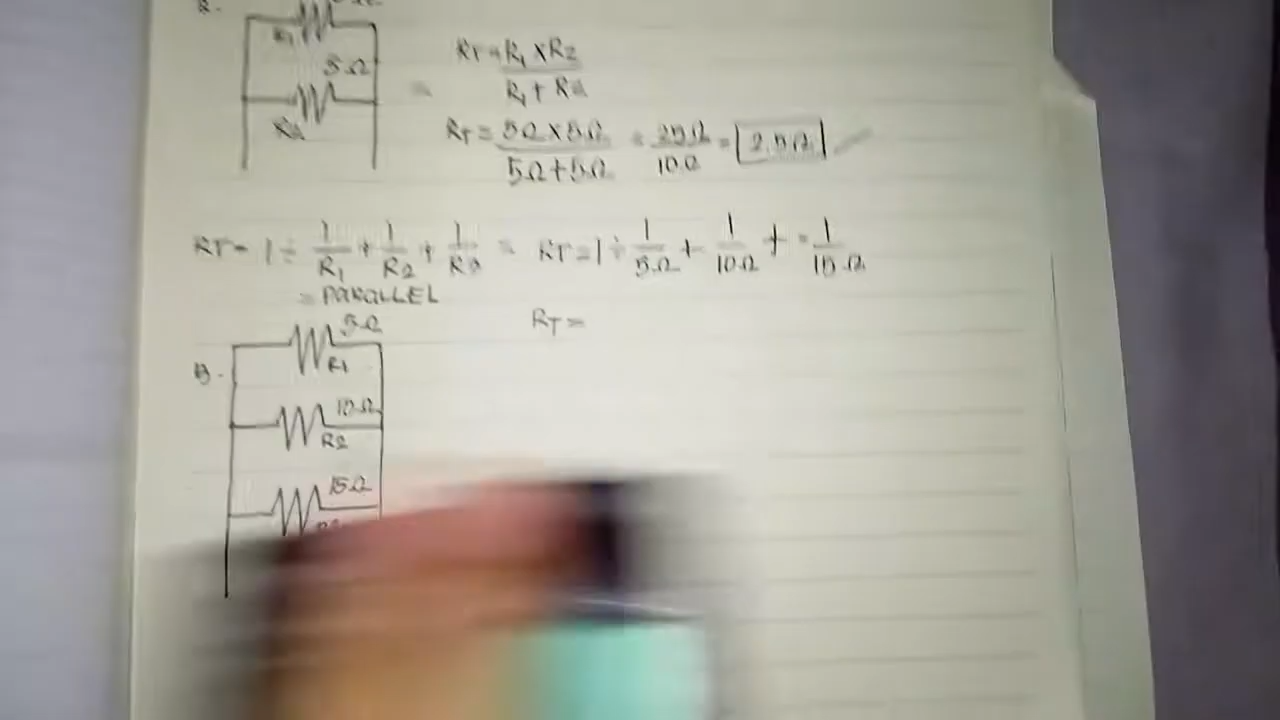 R1
5Ω
R2
RT = R1 X R2
R1 + R2
RT = 5Ω X 5Ω = 25Ω = 2.5Ω
5Ω + 5Ω 10Ω
RT = 1 ÷ 1 + 1 + 1 = RT = 1 ÷ 1 + 1 + = 1
R1 R2 R3 5Ω 10Ω 15Ω
= PARALLEL
RT =
5Ω
B. R1
10Ω
R2
15Ω